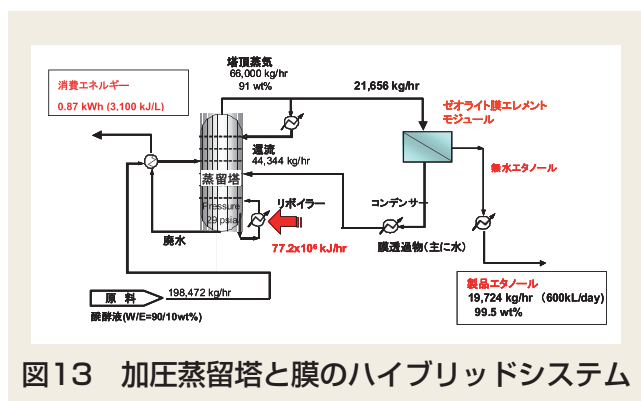 塔頂蒸気
66,000 kg/hr
91 wt%
消費エネルギー
0.87 kWh (3,100 kJ/L)
21,656 kg/hr
ゼオライト膜エレメント
モジュール
還流
44,344 kg/hr
蒸留塔
無水エタノール
Pressure
29 psia
リボイラー
コンデンサー
廃水
77.2x10⁶ kJ/hr
膜透過物(主に水)
原 料
198,472 kg/hr
醗酵液(W/E=90/10wt%)
製品エタノール
19,724 kg/hr (600kL/day)
99.5 wt%
図13 加圧蒸留塔と膜のハイブリッドシステム